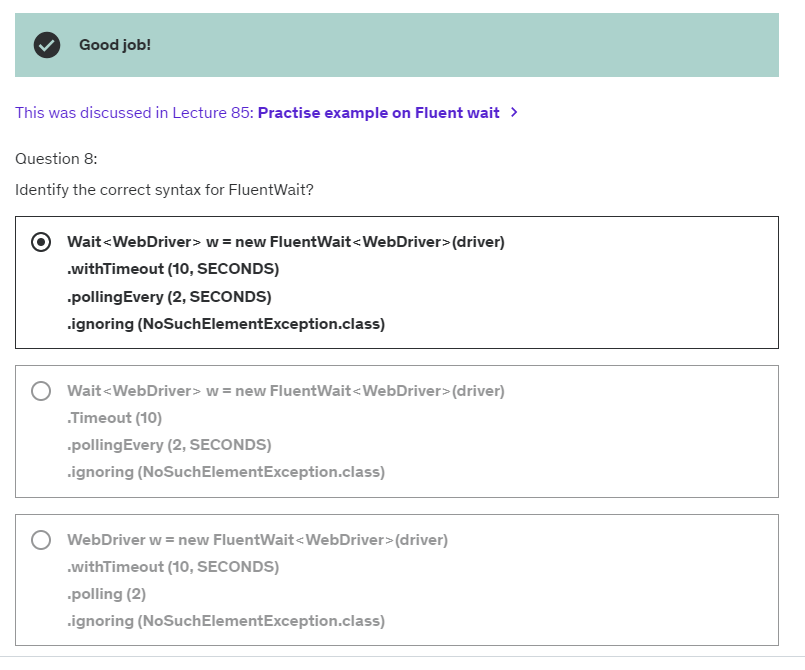 Good job!
This was discussed in Lecture 85: Practise example on Fluent wait
Question 8:
Identify the correct syntax for FluentWait?
Wait<WebDriver> w = new FluentWait<WebDriver>(driver)
.withTimeout (10, SECONDS)
.pollingEvery (2, SECONDS)
.ignoring (NoSuchElementException.class)
Wait<WebDriver> w = new FluentWait<WebDriver>(driver)
.Timeout (10)
.pollingEvery (2, SECONDS)
.ignoring (NoSuchElementException.class)
WebDriver w = new FluentWait<WebDriver>(driver)
.withTimeout (10, SECONDS)
.polling (2)
.ignoring (NoSuchElementException.class)